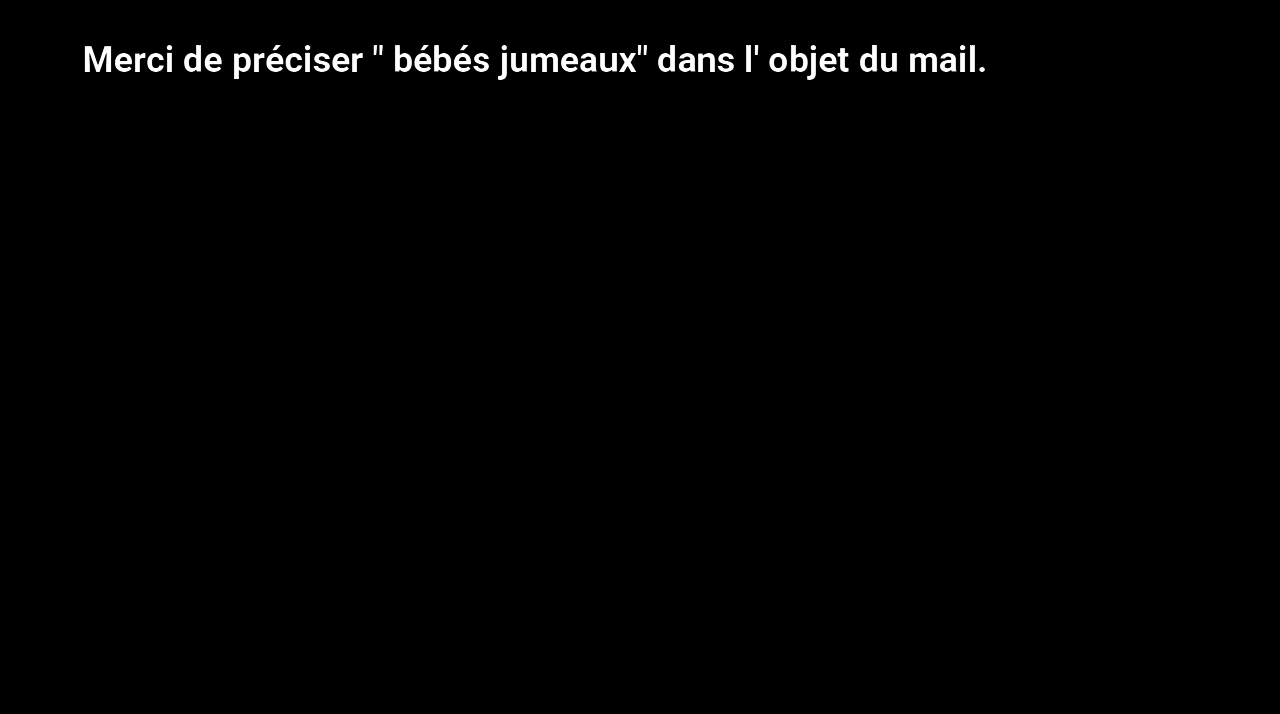 Merci de préciser " bébés jumeaux" dans l' objet du mail.